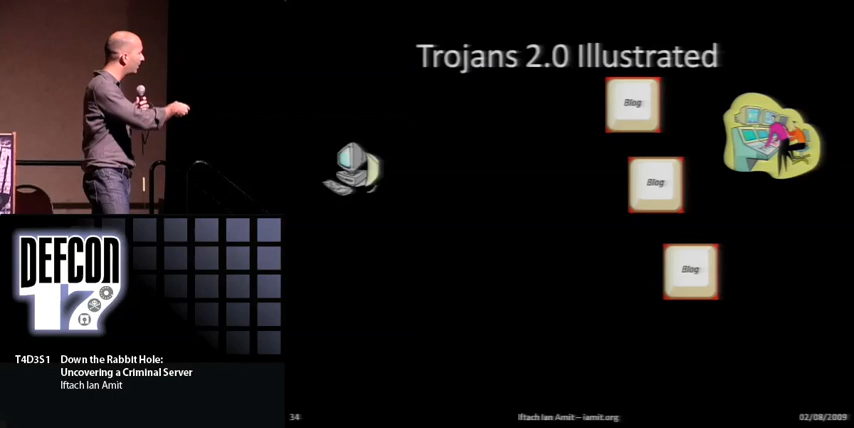 Trojans 2.0 Illustrated
Blog
Blog
Blog
DEFCON
17
T4D3S1 Down the Rabbit Hole:
Uncovering a Criminal Server
Iftach Ian Amit
34 Iftach Ian Amit – iamit.org 02/08/2009